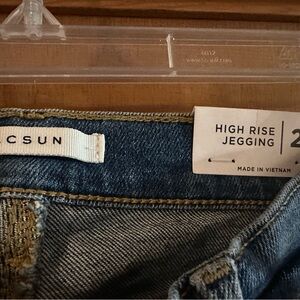 CSUN
HIGH RISE
JEGGING 2
MADE IN VIETNAM